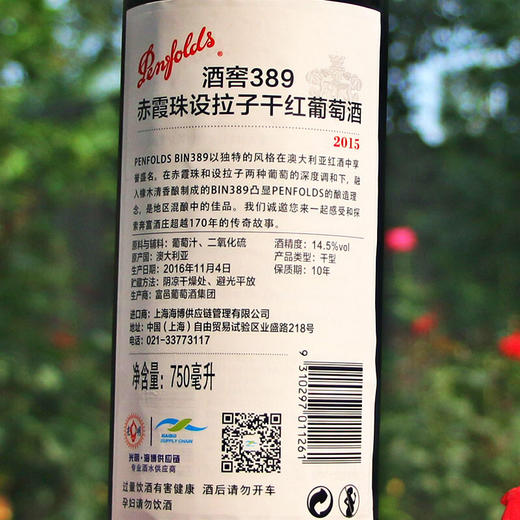 Penfolds®
酒窖389
赤霞珠设拉子干红葡萄酒
2015
PENFOLDS BIN389以独特的风格在澳大利亚红酒中享
誉盛名。在赤霞珠和设拉子两种葡萄的深度调和下，融
入橡木清香酿制成的BIN389凸显PENFOLDS的酿造理
念，是地区混酿中的佳品。我们诚邀您来一起感受和探
索奔富酒庄超越170年的传奇故事。
原料与辅料：葡萄汁、二氧化硫
酒精度：14.5%vol
原产国：澳大利亚
产品类型：干型
生产日期：2016年11月4日
保质期：10年
贮藏方法：阴凉干燥处、避光平放
生产商：富邑葡萄酒集团
进口商：上海海博供应链管理有限公司
地址：中国（上海）自由贸易试验区业盛路218号
电话：021-33773117
净含量：750毫升
9310297011261
HAIBO
SUPPLY CHAIN
光明·海博供应链
专业酒水供应商
过量饮酒有害健康 酒后请勿开车
孕妇请勿饮酒